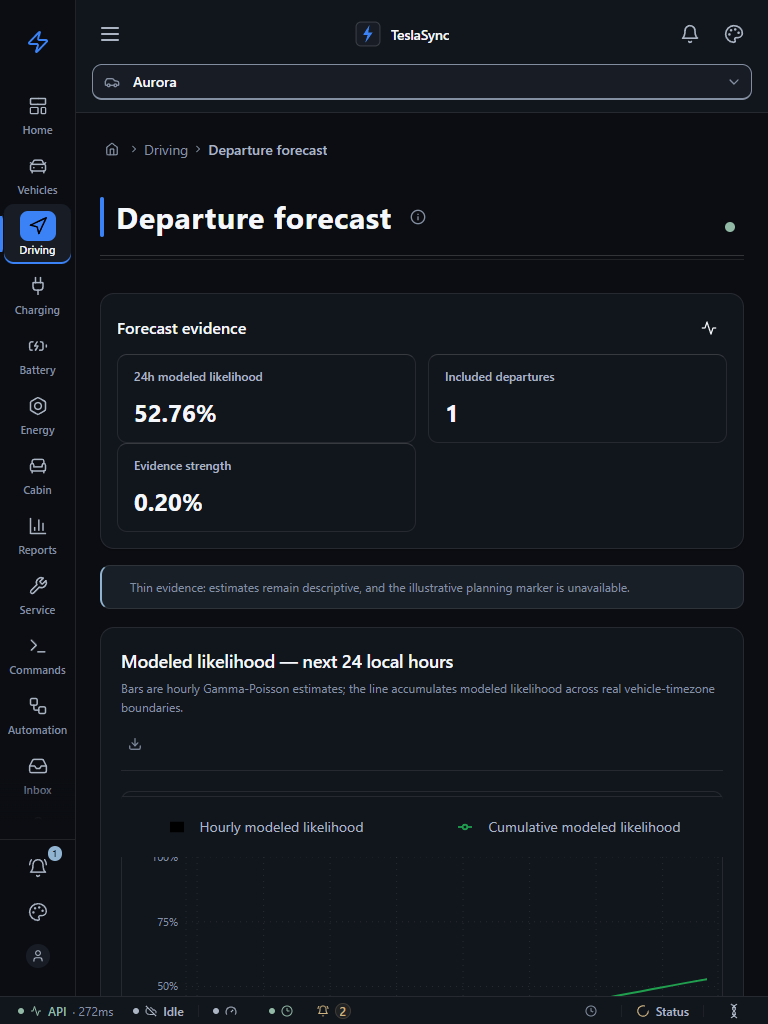 TeslaSync
Aurora
Home
Vehicles
Driving
Charging
Battery
Energy
Cabin
Reports
Service
Commands
Automation
Inbox
1
Driving
Departure forecast
Departure forecast
Forecast evidence
24h modeled likelihood
52.76%
Included departures
1
Evidence strength
0.20%
Thin evidence: estimates remain descriptive, and the illustrative planning marker is unavailable.
Modeled likelihood — next 24 local hours
Bars are hourly Gamma-Poisson estimates; the line accumulates modeled likelihood across real vehicle-timezone
boundaries.
Hourly modeled likelihood
Cumulative modeled likelihood
100%
75%
50%
API · 272ms
Idle
2
Status